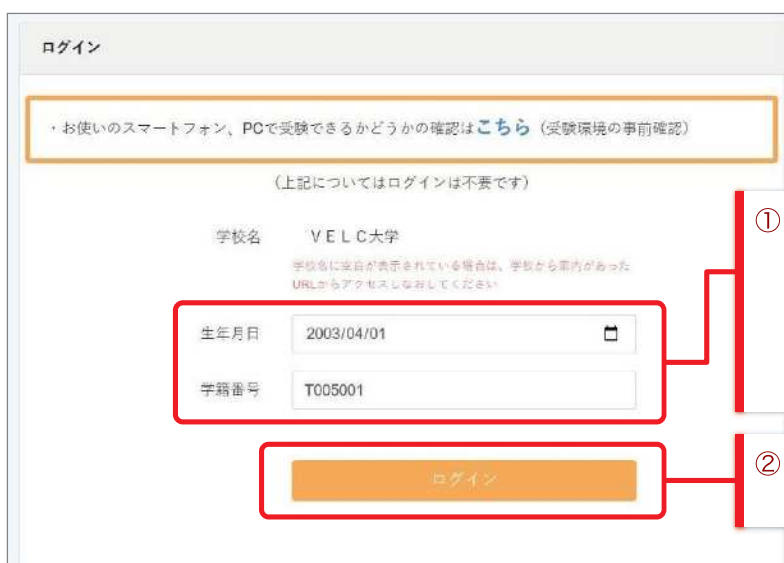 ログイン
・お使いのスマートフォン、PCで受験できるかどうかの確認はこちら（受験環境の事前確認）
（上記についてはログインは不要です）
学校名 ＶＥＬＣ大学
学校名に空白が表示されている場合は、学校から案内があった
URLからアクセスしなおしてください
①
生年月日 2003/04/01
学籍番号 T005001
ログイン
②